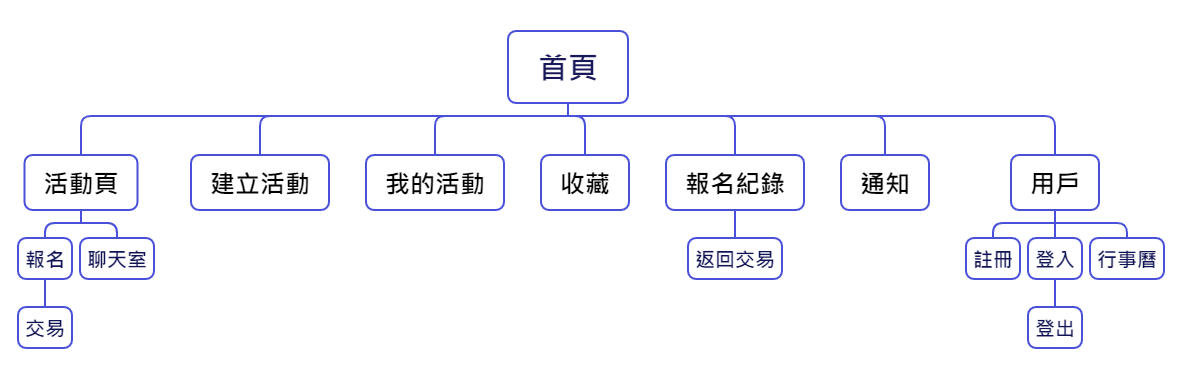 首頁
活動頁
建立活動
我的活動
收藏
報名紀錄
通知
用戶
報名
聊天室
返回交易
註冊
登入
行事曆
交易
登出